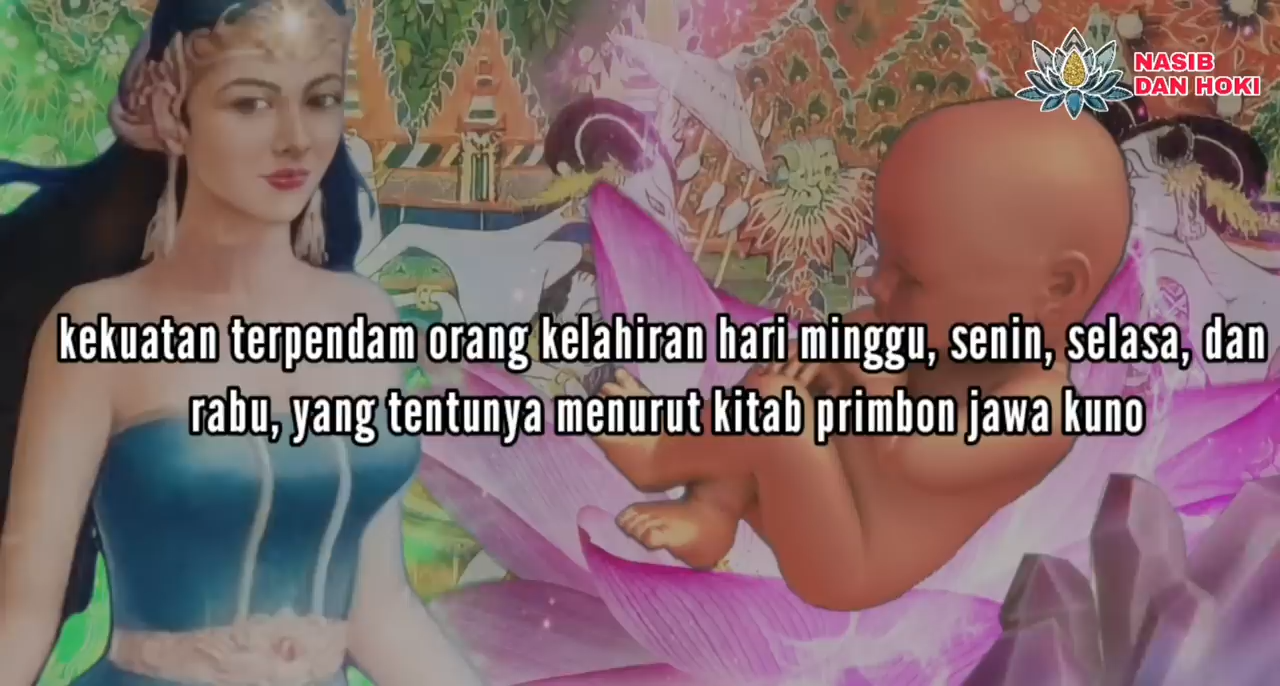 NASIB
DAN HOKI
kekuatan terpendam orang kelahiran hari minggu, senin, selasa, dan
rabu, yang tentunya menurut kitab primbon jawa kuno